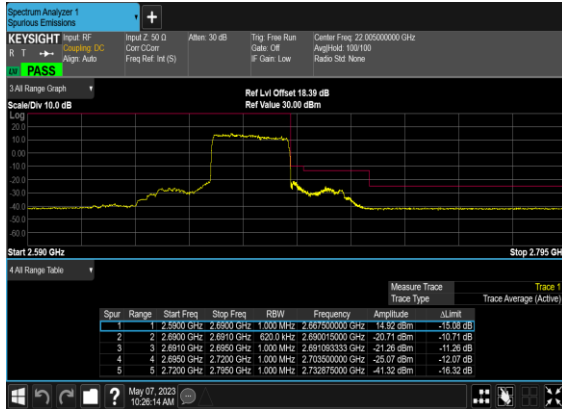 Spectrum Analyzer 1
Spurious Emissions
KEYSIGHT Input: RF Input Z: 50 Ω Atten: 30 dB Trig: Free Run Center Freq: 22.005000000 GHz
R T Coupling: DC Corr CCorr Gate: Off Avg|Hold: 100/100
Align: Auto Freq Ref: Int (S) IF Gain: Low Radio Std: None
PASS
3 All Range Graph
Ref Lvl Offset 18.39 dB
Scale/Div 10.0 dB Ref Value 30.00 dBm
Log
20.0
10.0
0.00
-10.0
-20.0
-30.0
-40.0
-50.0
-60.0
Start 2.590 GHz Stop 2.795 GH
4 All Range Table
Measure Trace Trace 1
Trace Type Trace Average (Active)
Spur Range Start Freq Stop Freq RBW Frequency Amplitude ΔLimit
1 1 2.5900 GHz 2.6900 GHz 1.000 MHz 2.667500000 GHz 14.92 dBm -15.08 dB
2 2 2.6900 GHz 2.6910 GHz 620.0 kHz 2.690015000 GHz -20.71 dBm -10.71 dB
3 3 2.6910 GHz 2.6950 GHz 1.000 MHz 2.691093333 GHz -21.26 dBm -11.26 dB
4 4 2.6950 GHz 2.7200 GHz 1.000 MHz 2.703500000 GHz -25.07 dBm -12.07 dB
5 5 2.7200 GHz 2.7950 GHz 1.000 MHz 2.732875000 GHz -41.32 dBm -16.32 dB
May 07, 2023
10:26:14 AM